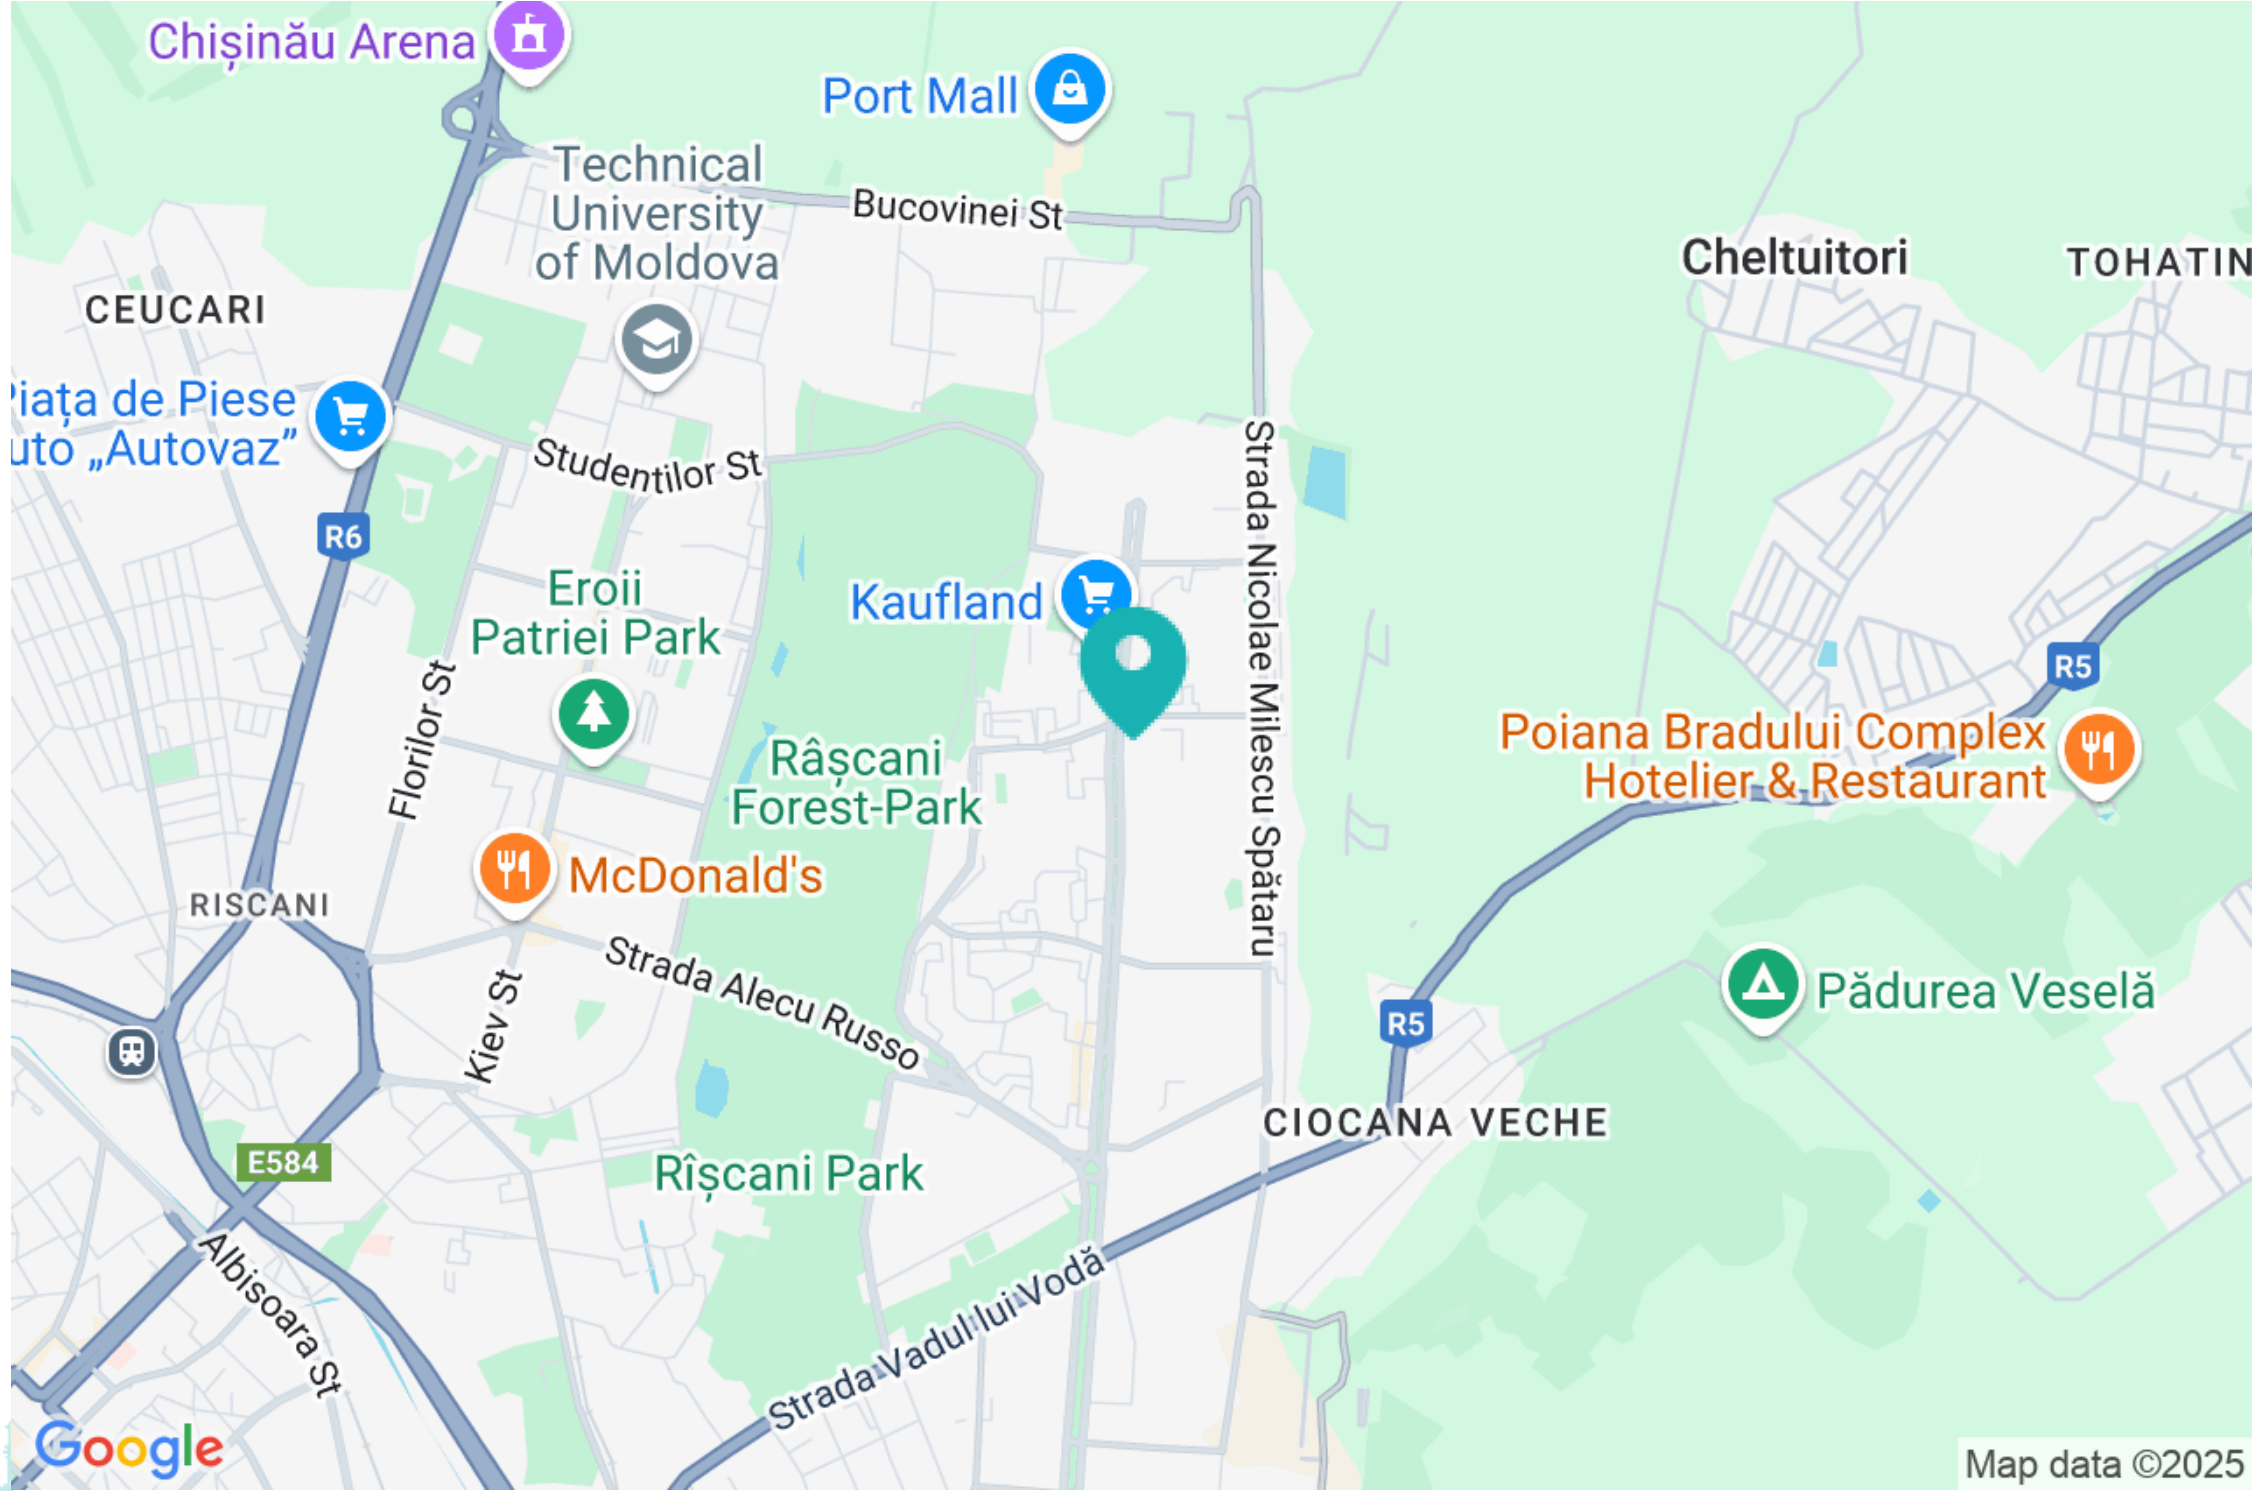 Chișinău Arena
Port Mall
Technical
University
of Moldova
Bucovinei St
Cheltuitori
TOHATIN
CEUCARI
Piața de Piese
uto „Autovaz”
Studentilor St
Strada Nicolae Milescu Spătaru
R6
Eroii
Patriei Park
Kaufland
R5
Florilor St
Poiana Bradului Complex
Hotelier & Restaurant
Râșcani
Forest-Park
McDonald's
RISCANI
Strada Alecu Russo
Kiev St
Pădurea Veselă
R5
CIOCANA VECHE
E584
Rîșcani Park
Albisoara St
Strada Vadul lui Vodă
Google
Map data ©2025